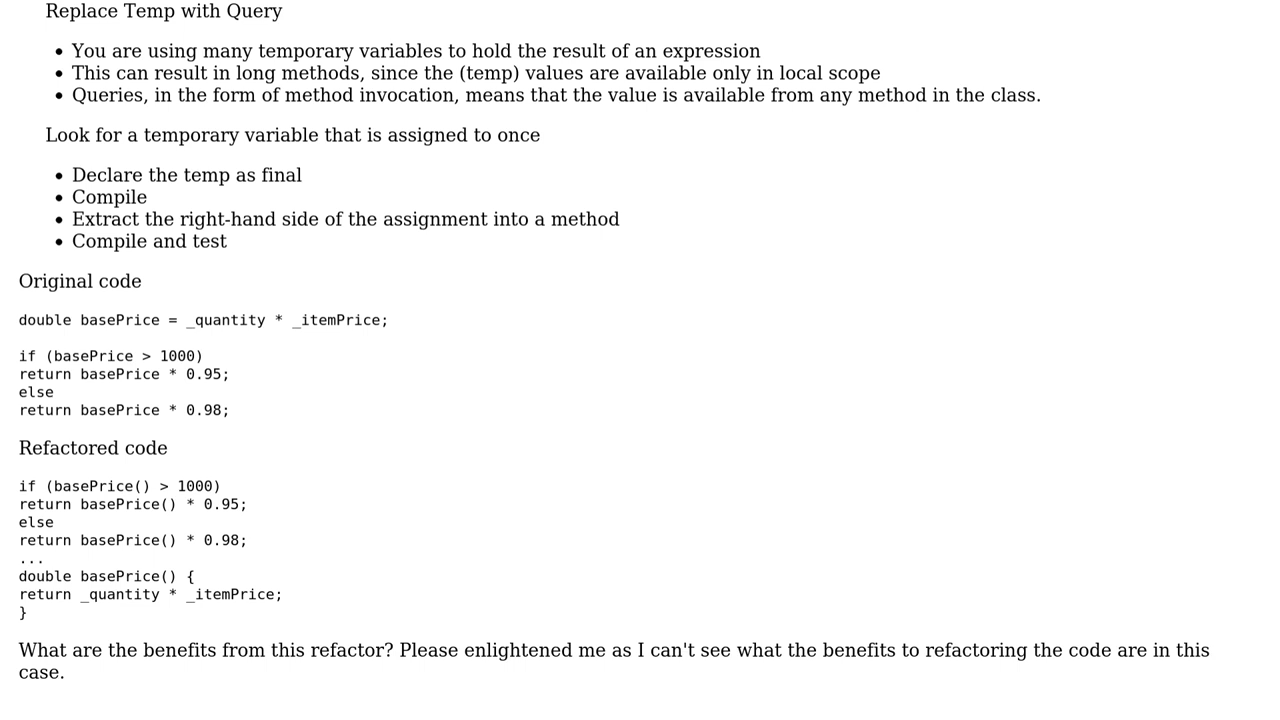 Replace Temp with Query
• You are using many temporary variables to hold the result of an expression
• This can result in long methods, since the (temp) values are available only in local scope
• Queries, in the form of method invocation, means that the value is available from any method in the class.
Look for a temporary variable that is assigned to once
• Declare the temp as final
• Compile
• Extract the right-hand side of the assignment into a method
• Compile and test
Original code
double basePrice = _quantity * _itemPrice;
if (basePrice > 1000)
return basePrice * 0.95;
else
return basePrice * 0.98;
Refactored code
if (basePrice() > 1000)
return basePrice() * 0.95;
else
return basePrice() * 0.98;
...
double basePrice() {
return _quantity * _itemPrice;
}
What are the benefits from this refactor? Please enlightened me as I can't see what the benefits to refactoring the code are in this
case.